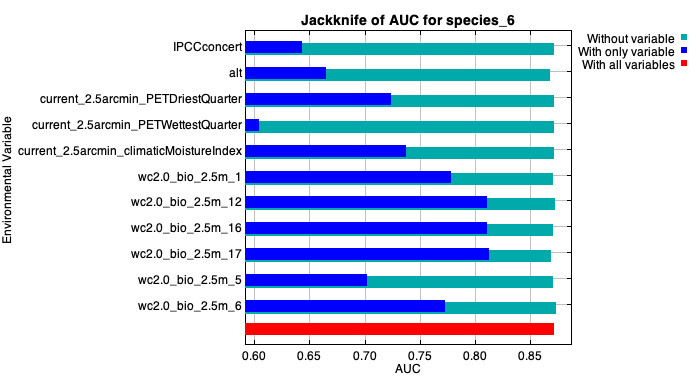 Jackknife of AUC for species_6
Without variable
With only variable
With all variables
Environmental Variable
IPCCconcert
alt
current_2.5arcmin_PETDriestQuarter
current_2.5arcmin_PETWettestQuarter
current_2.5arcmin_climaticMoistureIndex
wc2.0_bio_2.5m_1
wc2.0_bio_2.5m_12
wc2.0_bio_2.5m_16
wc2.0_bio_2.5m_17
wc2.0_bio_2.5m_5
wc2.0_bio_2.5m_6
0.60 0.65 0.70 0.75 0.80 0.85
AUC